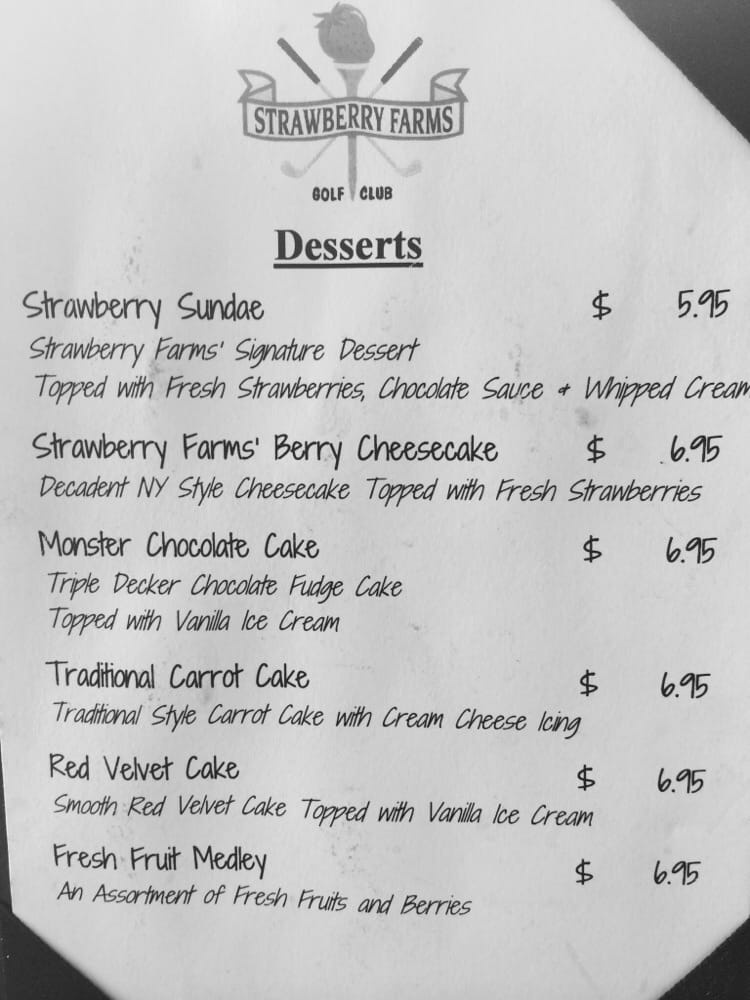 STRAWBERRY FARMS
GOLF CLUB
Desserts
Strawberry Sundae $ 5.95
Strawberry Farms' Signature Dessert
Topped with Fresh Strawberries, Chocolate Sauce + Whipped Cream
Strawberry Farms' Berry Cheesecake $ 6.95
Decadent NY Style Cheesecake Topped with Fresh Strawberries
Monster Chocolate Cake $ 6.95
Triple Decker Chocolate Fudge Cake
Topped with Vanilla Ice Cream
Traditional Carrot Cake $ 6.95
Traditional Style Carrot Cake with Cream Cheese Icing
Red Velvet Cake $ 6.95
Smooth Red Velvet Cake Topped with Vanilla Ice Cream
Fresh Fruit Medley $ 6.95
An Assortment of Fresh Fruits and Berries